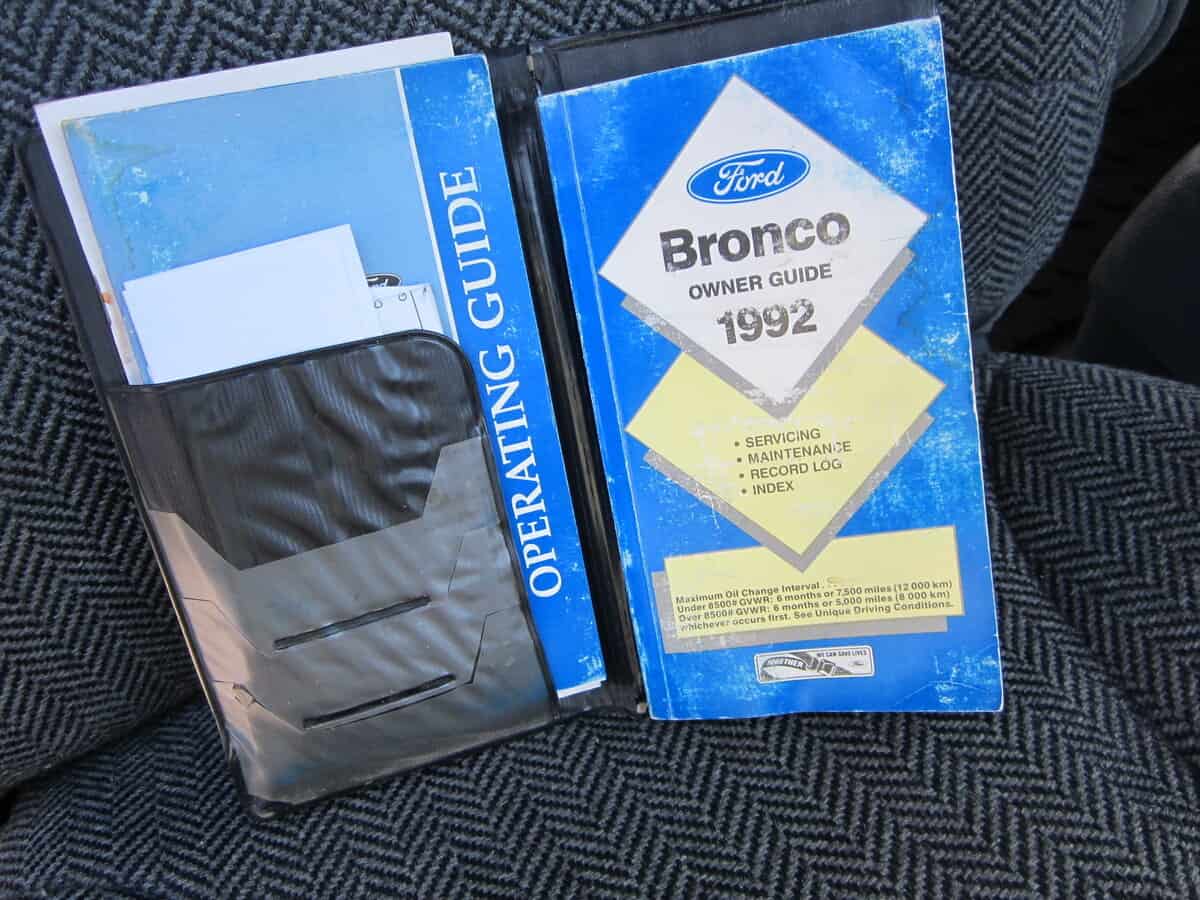 OPERATING GUIDE
Ford
Bronco
OWNER GUIDE
1992
• SERVICING
• MAINTENANCE
• RECORD LOG
• INDEX
Maximum Oil Change Interval . . .
Under 8500# GVWR: 6 months or 7,500 miles (12 000 km)
Over 8500# GVWR: 6 months or 5,000 miles (8 000 km)
whichever occurs first. See Unique Driving Conditions.
TOGETHER
WE CAN SAVE LIVES